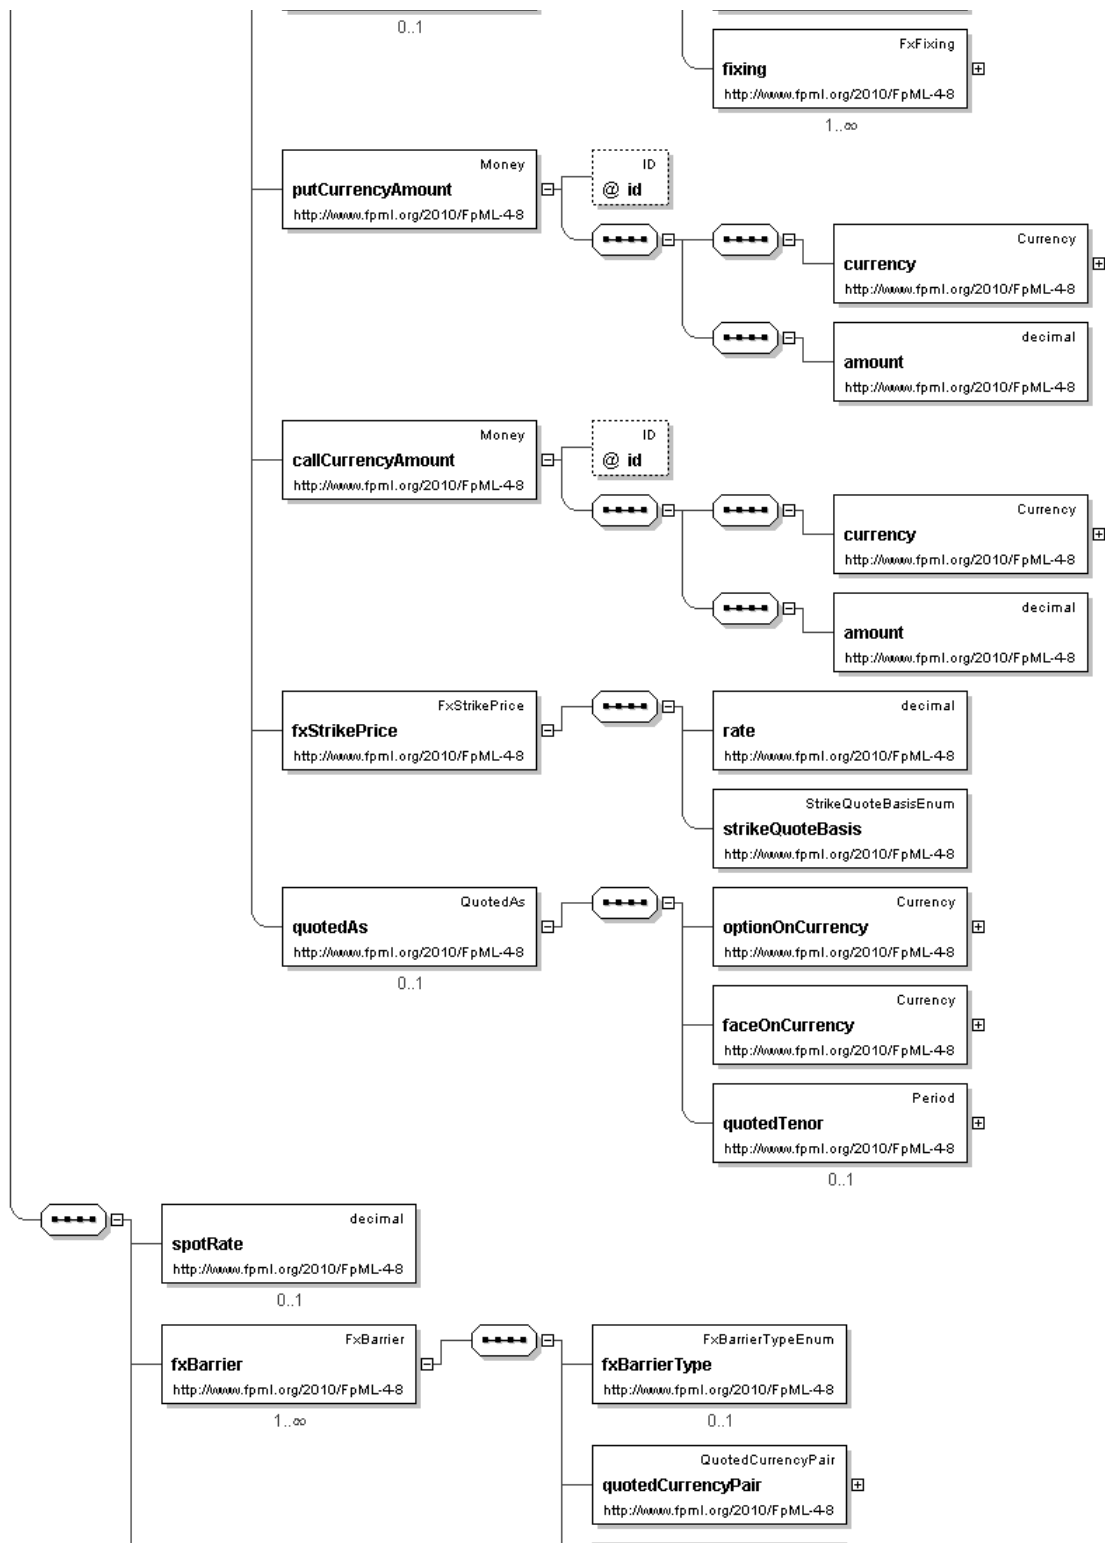 0..1
FxFixing
fixing
http://www.fpml.org/2010/FpML-4-8
1..∞
Money
putCurrencyAmount
http://www.fpml.org/2010/FpML-4-8
ID
@ id
Currency
currency
http://www.fpml.org/2010/FpML-4-8
decimal
amount
http://www.fpml.org/2010/FpML-4-8
Money
callCurrencyAmount
http://www.fpml.org/2010/FpML-4-8
ID
@ id
Currency
currency
http://www.fpml.org/2010/FpML-4-8
decimal
amount
http://www.fpml.org/2010/FpML-4-8
FxStrikePrice
fxStrikePrice
http://www.fpml.org/2010/FpML-4-8
decimal
rate
http://www.fpml.org/2010/FpML-4-8
StrikeQuoteBasisEnum
strikeQuoteBasis
http://www.fpml.org/2010/FpML-4-8
QuotedAs
quotedAs
http://www.fpml.org/2010/FpML-4-8
0..1
Currency
optionOnCurrency
http://www.fpml.org/2010/FpML-4-8
Currency
faceOnCurrency
http://www.fpml.org/2010/FpML-4-8
Period
quotedTenor
http://www.fpml.org/2010/FpML-4-8
0..1
decimal
spotRate
http://www.fpml.org/2010/FpML-4-8
0..1
FxBarrier
fxBarrier
http://www.fpml.org/2010/FpML-4-8
1..∞
FxBarrierTypeEnum
fxBarrierType
http://www.fpml.org/2010/FpML-4-8
0..1
QuotedCurrencyPair
quotedCurrencyPair
http://www.fpml.org/2010/FpML-4-8